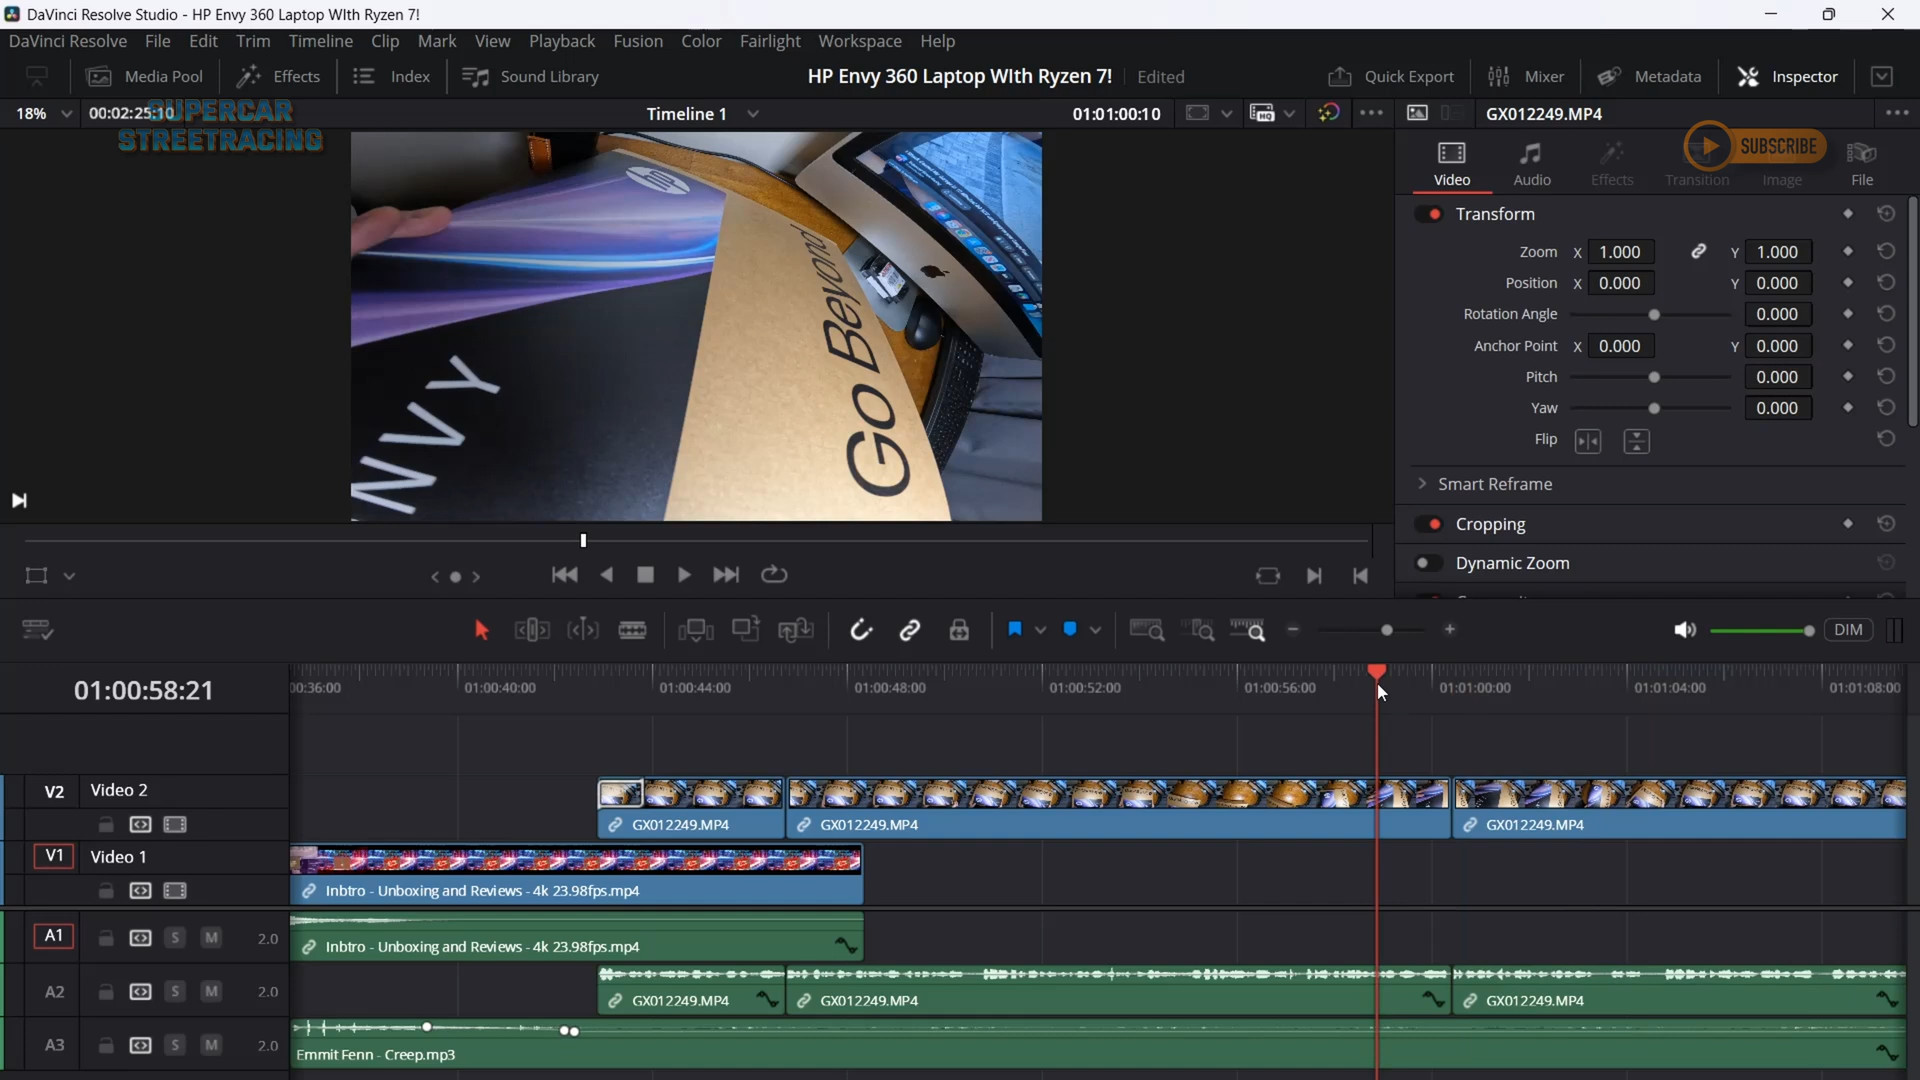 DaVinci Resolve Studio - HP Envy 360 Laptop WIth Ryzen 7!
DaVinci Resolve File Edit Trim Timeline Clip Mark View Playback Fusion Color Fairlight Workspace Help
Media Pool Effects Index Sound Library HP Envy 360 Laptop WIth Ryzen 7! Edited Quick Export Mixer Metadata Inspector
18% 00:02:25:10 Timeline 1 01:01:00:10 HQ GX012249.MP4
SUPERCAR
STREETRACING
SUBSCRIBE
Video Audio Effects Transition Image File
hp
NVY
Go Beyond
Transform
Zoom X 1.000 Y 1.000
Position X 0.000 Y 0.000
Rotation Angle 0.000
Anchor Point X 0.000 Y 0.000
Pitch 0.000
Yaw 0.000
Flip
Smart Reframe
Cropping
Dynamic Zoom
DIM
01:00:58:21
00:36:00 01:00:40:00 01:00:44:00 01:00:48:00 01:00:52:00 01:00:56:00 01:01:00:00 01:01:04:00 01:01:08:00
V2 Video 2
GX012249.MP4 GX012249.MP4 GX012249.MP4
V1 Video 1
Inbtro - Unboxing and Reviews - 4k 23.98fps.mp4
A1 S M 2.0
Inbtro - Unboxing and Reviews - 4k 23.98fps.mp4
A2 S M 2.0
GX012249.MP4 GX012249.MP4 GX012249.MP4
A3 S M 2.0
Emmit Fenn - Creep.mp3